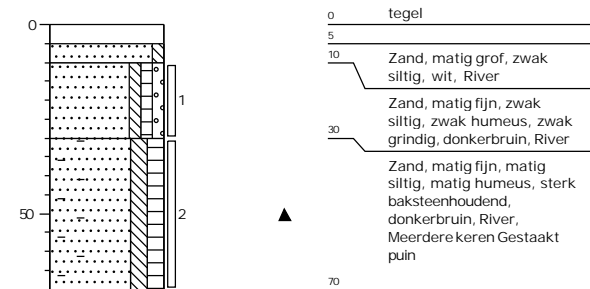 0
1
50
2
0
tegel
5
10
Zand, matig grof, zwak
siltig, wit, River
Zand, matig fijn, zwak
siltig, zwak humeus, zwak
grindig, donkerbruin, River
30
Zand, matig fijn, matig
siltig, matig humeus, sterk
baksteenhoudend,
donkerbruin, River,
Meerdere keren Gestaakt
puin
70